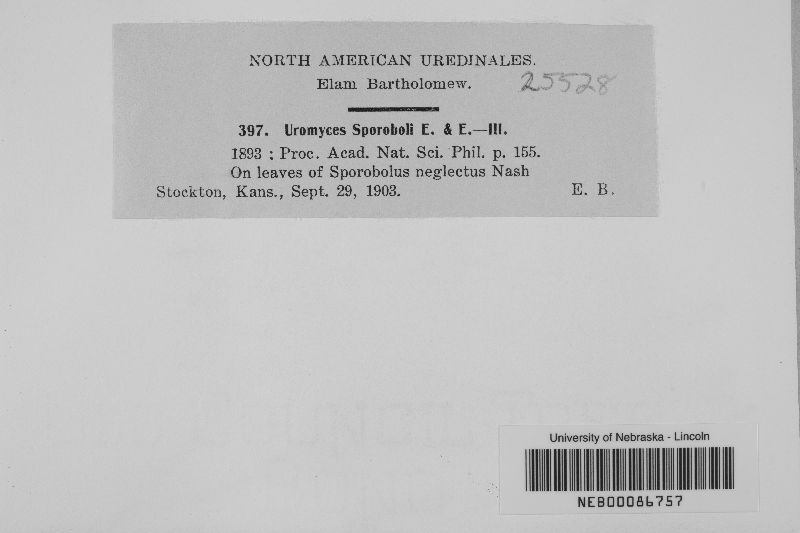 NORTH AMERICAN UREDINALES.
Elam Bartholomew.
25528
397. Uromyces Sporoboli E. & E.—III.
1893 : Proc. Acad. Nat. Sci. Phil. p. 155.
On leaves of Sporobolus neglectus Nash
Stockton, Kans., Sept. 29, 1903. E. B.
University of Nebraska - Lincoln
NEB00086757